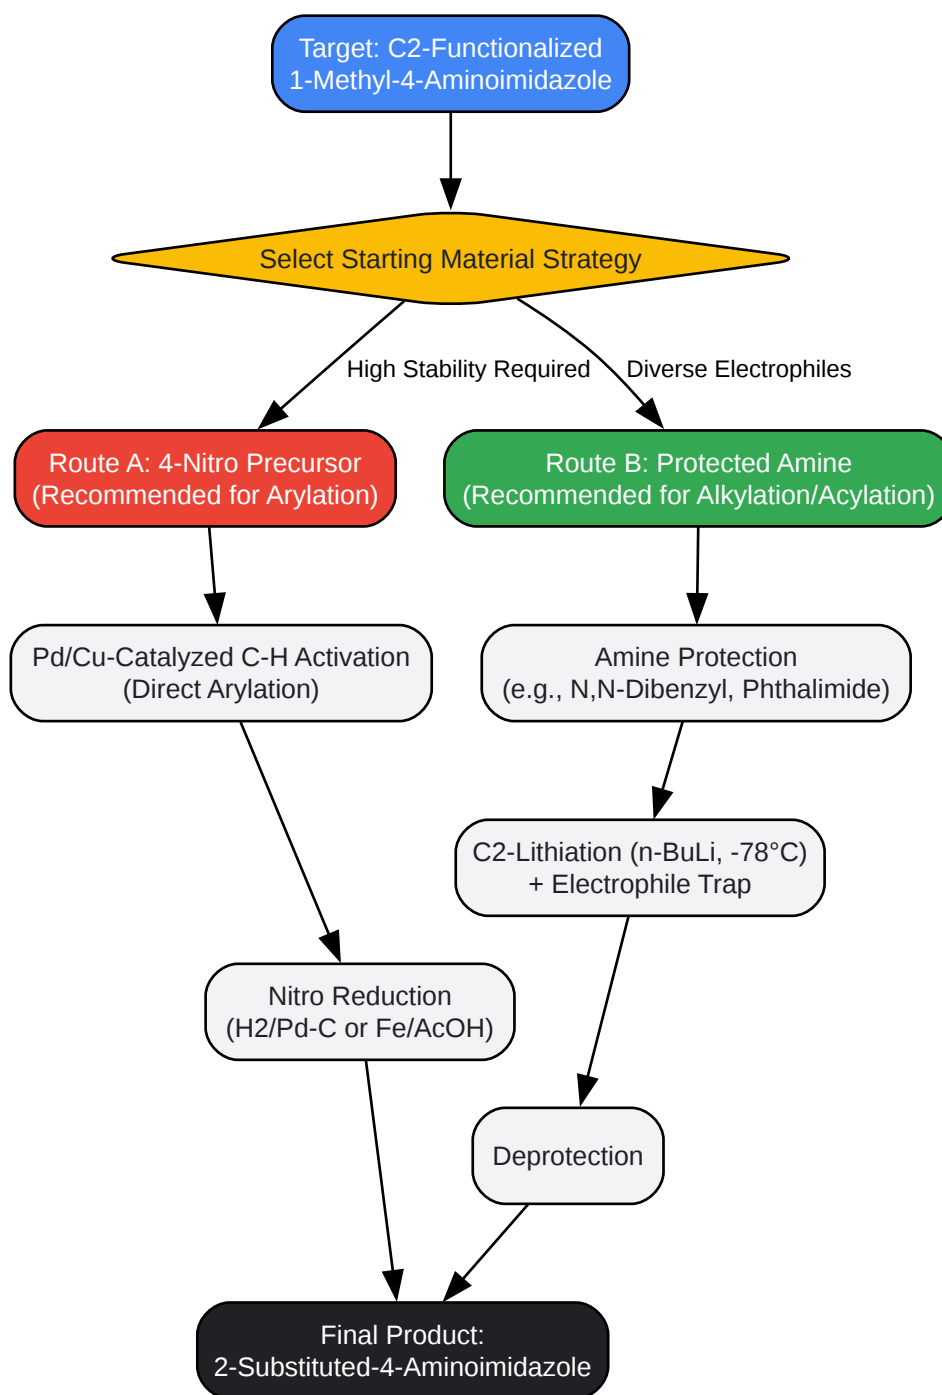 Target: C2-Functionalized
1-Methyl-4-Aminoimidazole
Select Starting Material Strategy
High Stability Required
Diverse Electrophiles
Route A: 4-Nitro Precursor
(Recommended for Arylation)
Route B: Protected Amine
(Recommended for Alkylation/Acylation)
Pd/Cu-Catalyzed C-H Activation
(Direct Arylation)
Amine Protection
(e.g., N,N-Dibenzyl, Phthalimide)
C2-Lithiation (n-BuLi, -78°C)
+ Electrophile Trap
Nitro Reduction
(H2/Pd-C or Fe/AcOH)
Deprotection
Final Product:
2-Substituted-4-Aminoimidazole